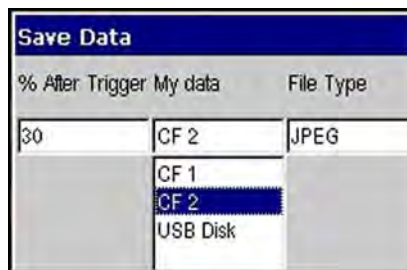 Save Data
% After Trigger My data File Type
30 CF 2 JPEG
CF 1
CF 2
USB Disk